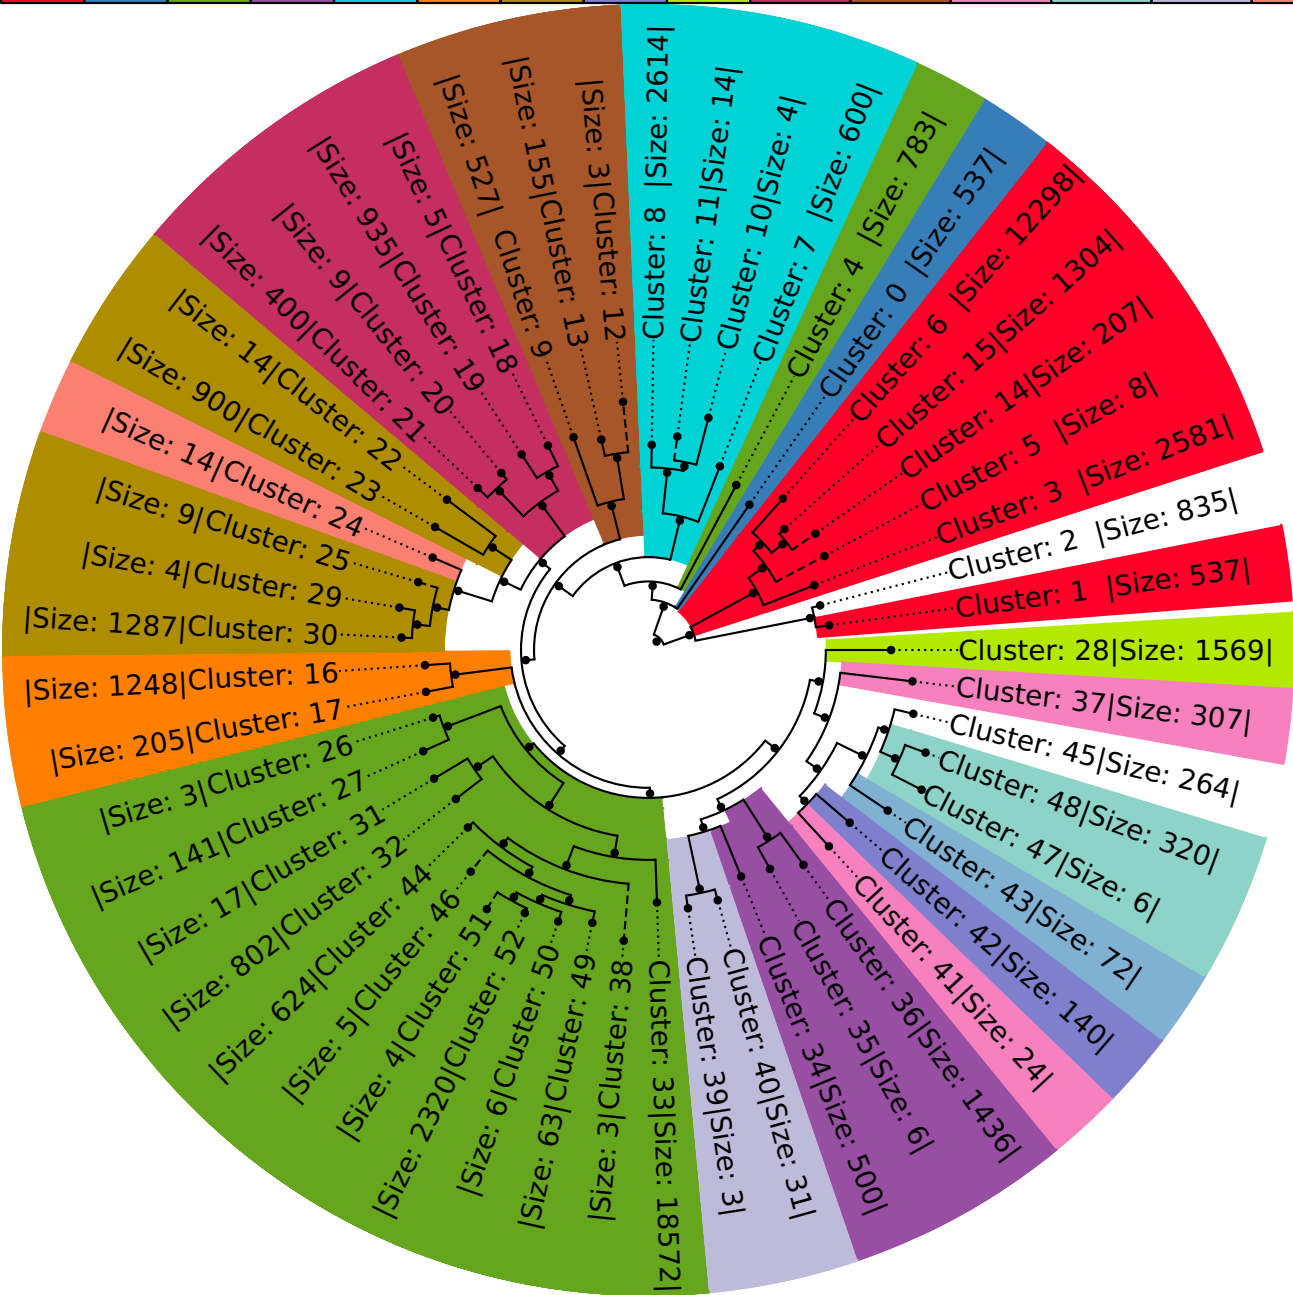 Cluster: 8 |Size: 2614|
Cluster: 11|Size: 14|
Cluster: 10|Size: 4|
Cluster: 7 |Size: 600|
Cluster: 4 |Size: 783|
Cluster: 0 |Size: 537|
Cluster: 6 |Size: 12298|
Cluster: 15|Size: 1304|
Cluster: 14|Size: 207|
Cluster: 5 |Size: 8|
Cluster: 3 |Size: 2581|
Cluster: 2 |Size: 835|
Cluster: 1 |Size: 537|
Cluster: 28|Size: 1569|
Cluster: 37|Size: 307|
Cluster: 45|Size: 264|
Cluster: 48|Size: 320|
Cluster: 47|Size: 6|
Cluster: 43|Size: 72|
Cluster: 42|Size: 140|
Cluster: 41|Size: 24|
Cluster: 36|Size: 1436|
Cluster: 35|Size: 6|
Cluster: 34|Size: 500|
Cluster: 40|Size: 31|
Cluster: 39|Size: 3|
Cluster: 33|Size: 18572|
|Size: 3|Cluster: 38
|Size: 63|Cluster: 49
|Size: 6|Cluster: 50
|Size: 2320|Cluster: 52
|Size: 4|Cluster: 51
|Size: 5|Cluster: 46
|Size: 624|Cluster: 44
|Size: 802|Cluster: 32
|Size: 17|Cluster: 31
|Size: 141|Cluster: 27
|Size: 3|Cluster: 26
|Size: 205|Cluster: 17
|Size: 1248|Cluster: 16
|Size: 1287|Cluster: 30
|Size: 4|Cluster: 29
|Size: 9|Cluster: 25
|Size: 14|Cluster: 24
|Size: 900|Cluster: 23
|Size: 14|Cluster: 22
|Size: 400|Cluster: 21
|Size: 9|Cluster: 20
|Size: 935|Cluster: 19
|Size: 5|Cluster: 18
|Size: 527| Cluster: 9
|Size: 155|Cluster: 13
|Size: 3|Cluster: 12